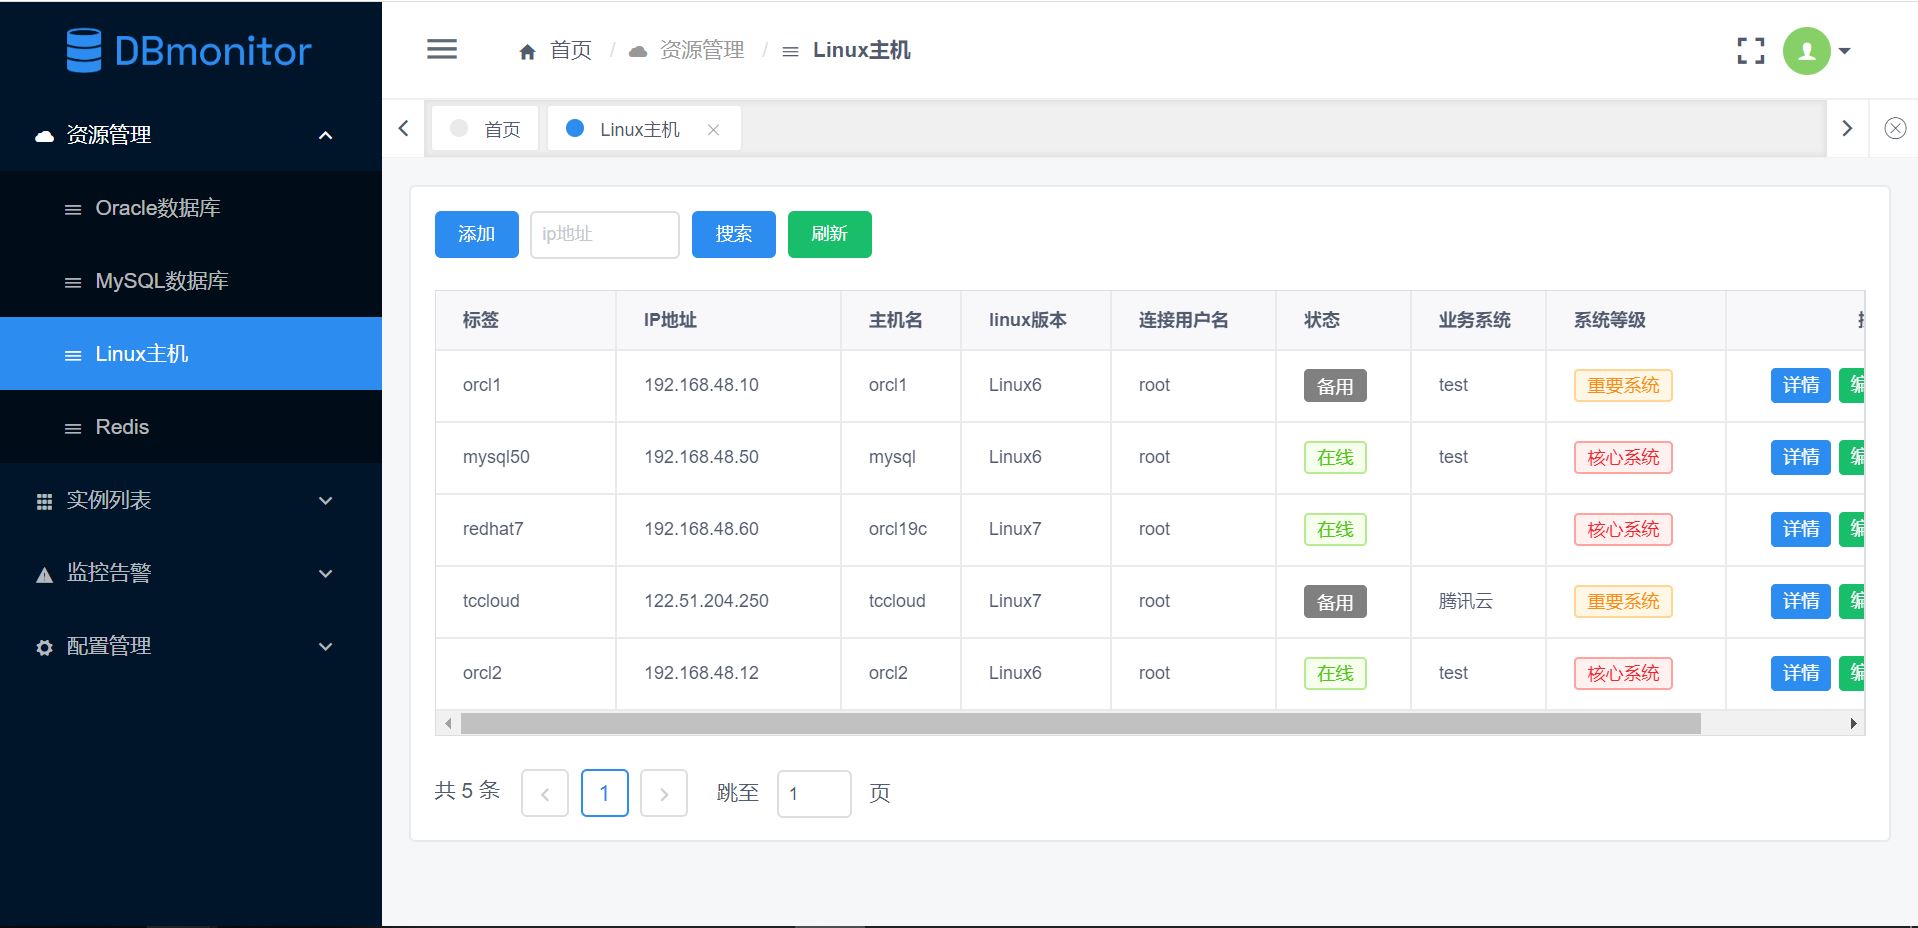 DBmonitor
首页 / 资源管理 / Linux主机
资源管理
首页
Linux主机
Oracle数据库
MySQL数据库
Linux主机
Redis
实例列表
监控告警
配置管理
添加 ip地址 搜索 刷新
标签 IP地址 主机名 linux版本 连接用户名 状态 业务系统 系统等级
orcl1 192.168.48.10 orcl1 Linux6 root 备用 test 重要系统 详情
mysql50 192.168.48.50 mysql Linux6 root 在线 test 核心系统 详情
redhat7 192.168.48.60 orcl19c Linux7 root 在线 核心系统 详情
tccloud 122.51.204.250 tccloud Linux7 root 备用 腾讯云 重要系统 详情
orcl2 192.168.48.12 orcl2 Linux6 root 在线 test 核心系统 详情
共 5 条 1 跳至 1 页